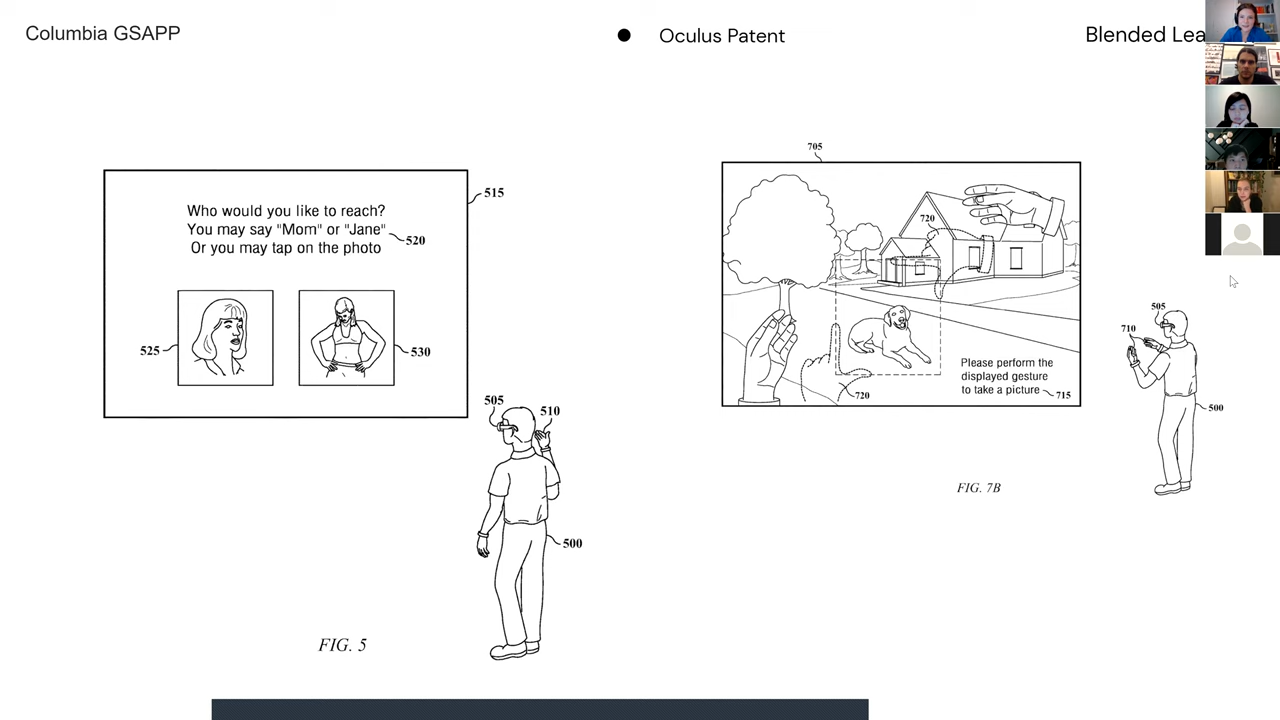 Columbia GSAPP
Oculus Patent
Blended Lea
Who would you like to reach?
You may say "Mom" or "Jane"
Or you may tap on the photo
515
520
525
530
505
510
500
FIG. 5
705
720
720
Please perform the
displayed gesture
to take a picture
715
505
710
500
FIG. 7B